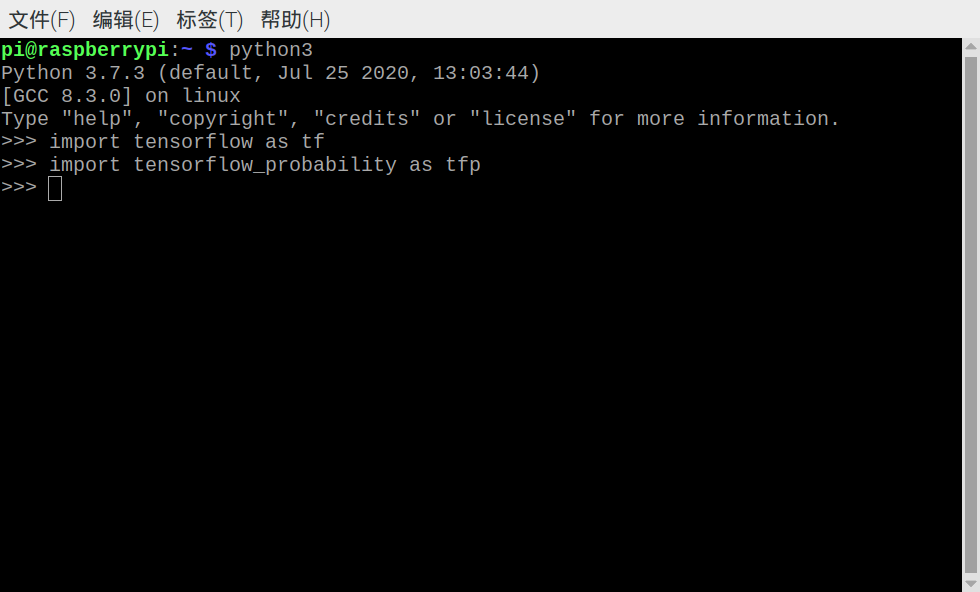 文件(F) 编辑(E) 标签(T) 帮助(H)
pi@raspberrypi:~ $ python3
Python 3.7.3 (default, Jul 25 2020, 13:03:44)
[GCC 8.3.0] on linux
Type "help", "copyright", "credits" or "license" for more information.
>>> import tensorflow as tf
>>> import tensorflow_probability as tfp
>>>